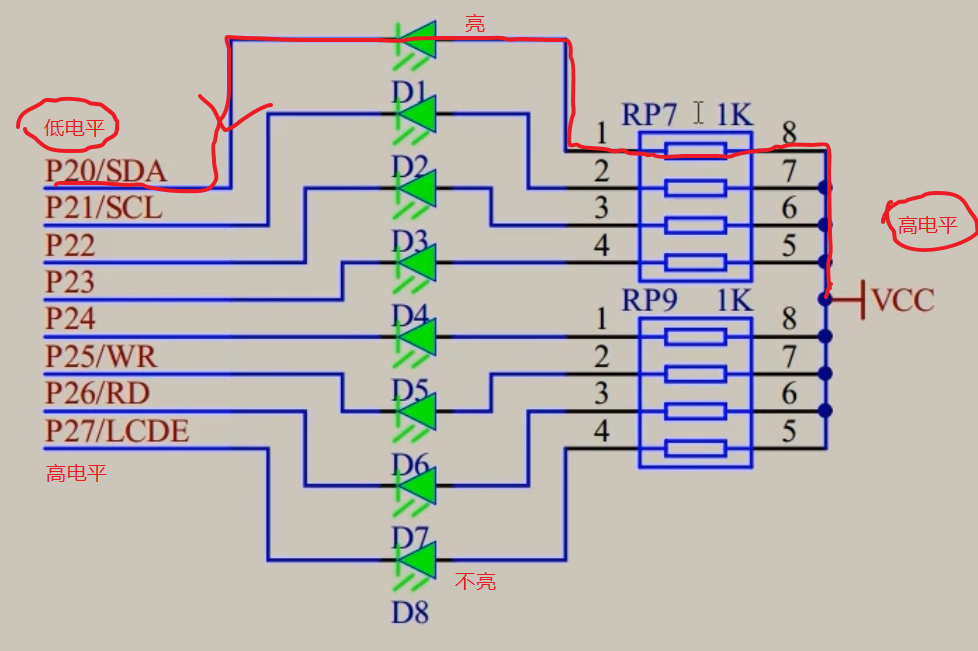 亮
D1
低电平
RP7 1K
1 8
P20/SDA
2 7
D2
P21/SCL
3 6
高电平
P22
D3
4 5
P23
RP9 1K
VCC
P24
D4
1 8
P25/WR
2 7
D5
P26/RD
3 6
P27/LCDE
4 5
D6
高电平
D7
不亮
D8